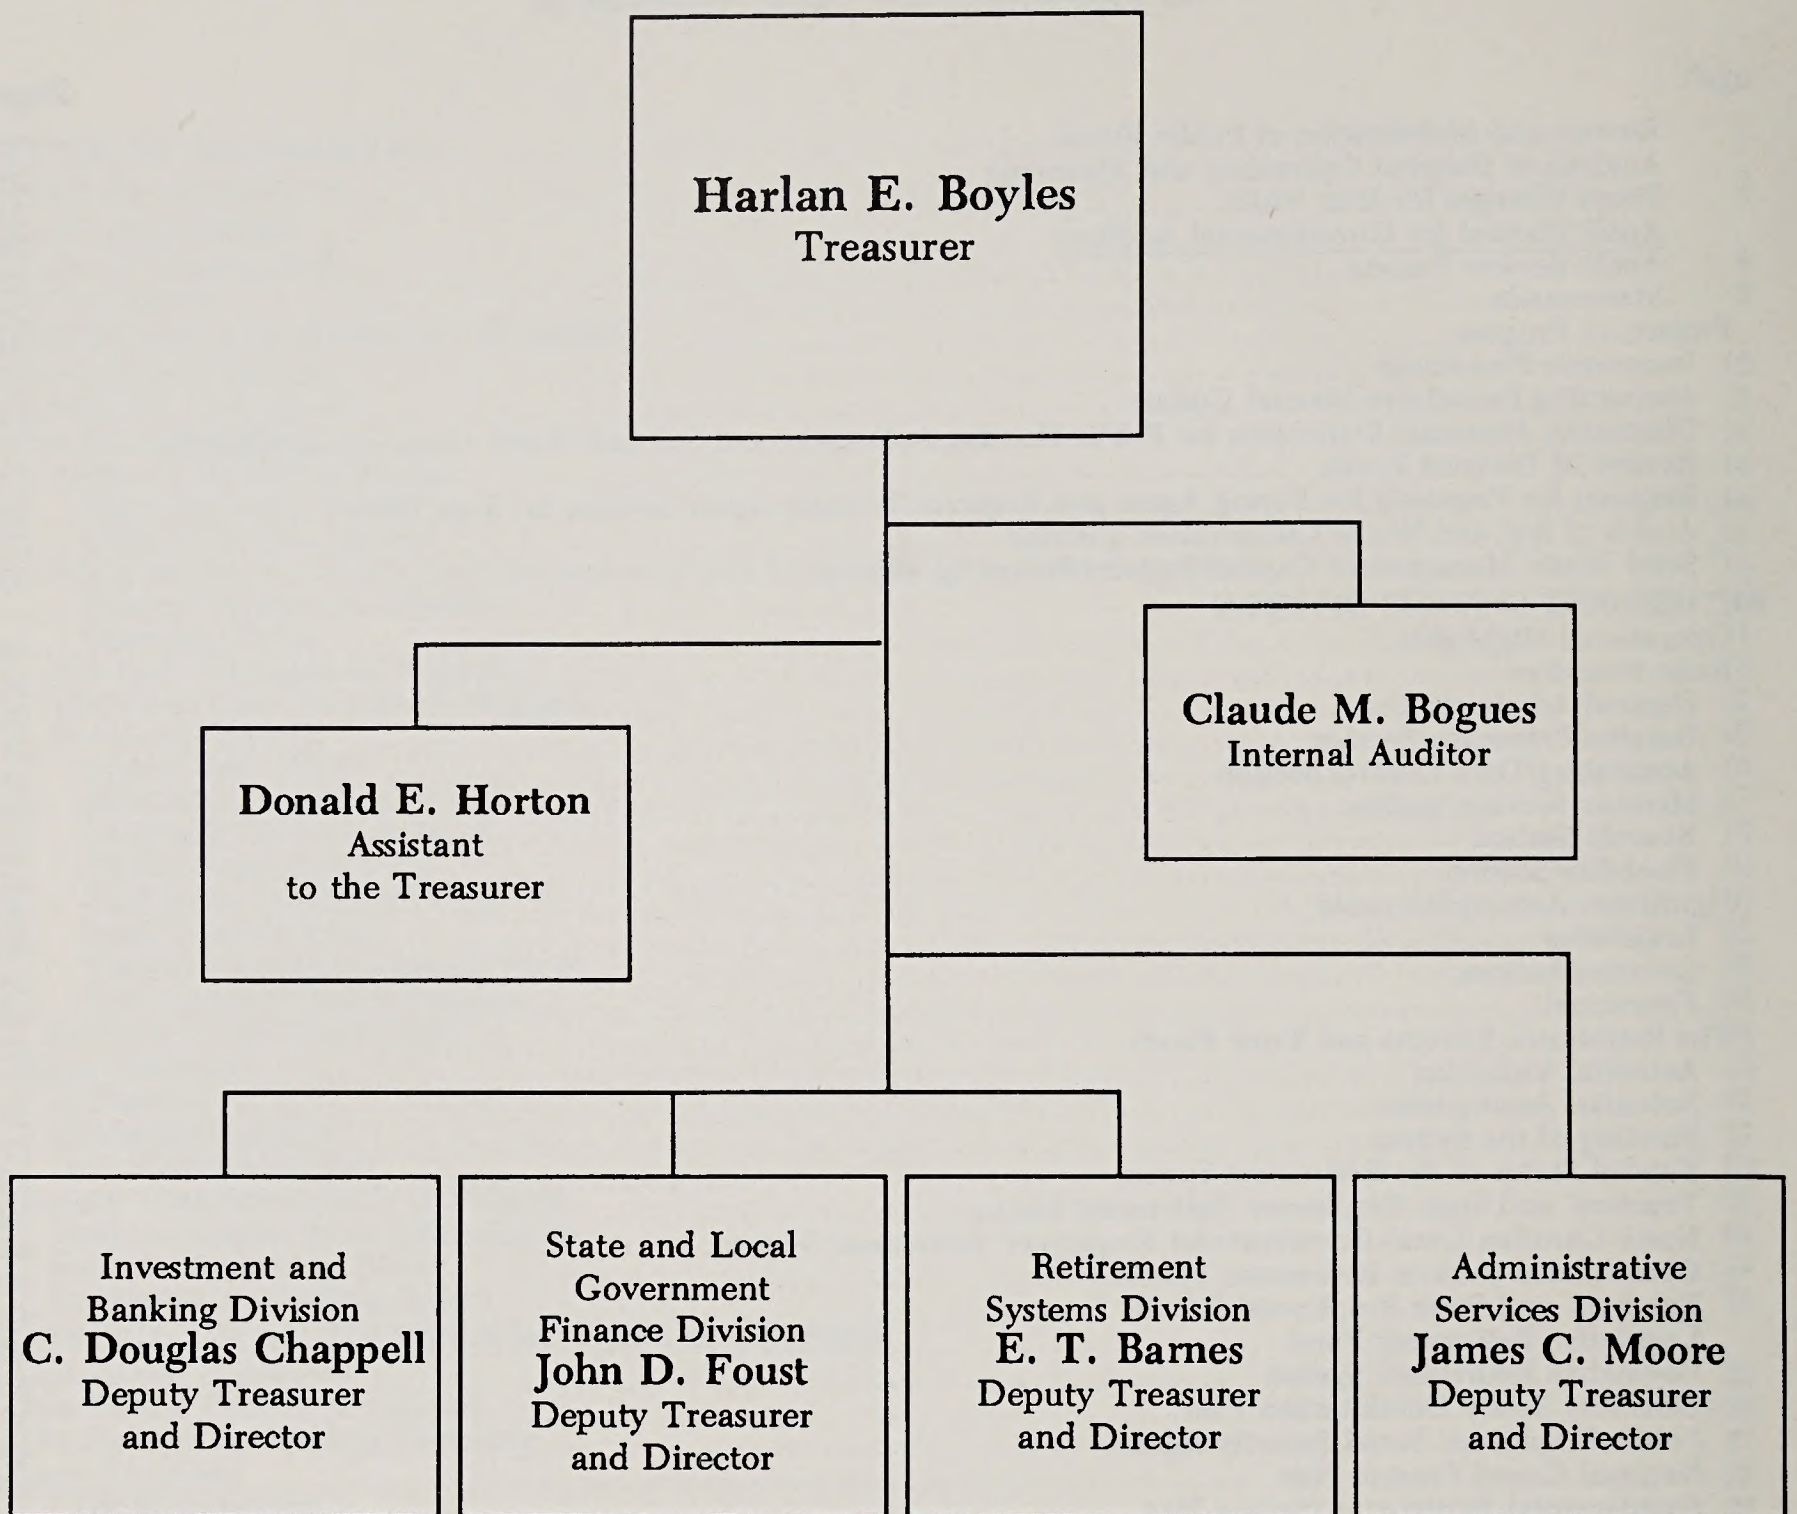 Harlan E. Boyles
Treasurer
Claude M. Bogues
Internal Auditor
Donald E. Horton
Assistant
to the Treasurer
Investment and
Banking Division
C. Douglas Chappell
Deputy Treasurer
and Director
State and Local
Government
Finance Division
John D. Foust
Deputy Treasurer
and Director
Retirement
Systems Division
E. T. Barnes
Deputy Treasurer
and Director
Administrative
Services Division
James C. Moore
Deputy Treasurer
and Director